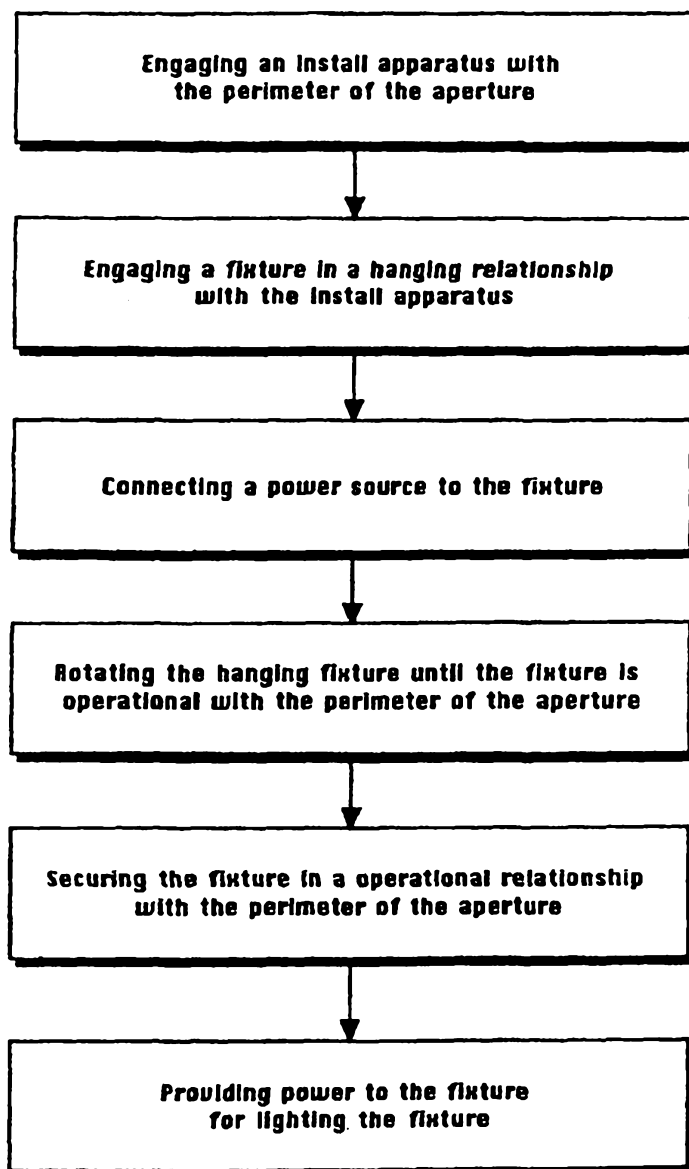 Engaging an install apparatus with
the perimeter of the aperture
Engaging a fixture in a hanging relationship
with the install apparatus
Connecting a power source to the fixture
Rotating the hanging fixture until the fixture is
operational with the perimeter of the aperture
Securing the fixture in a operational relationship
with the perimeter of the aperture
Providing power to the fixture
for lighting the fixture